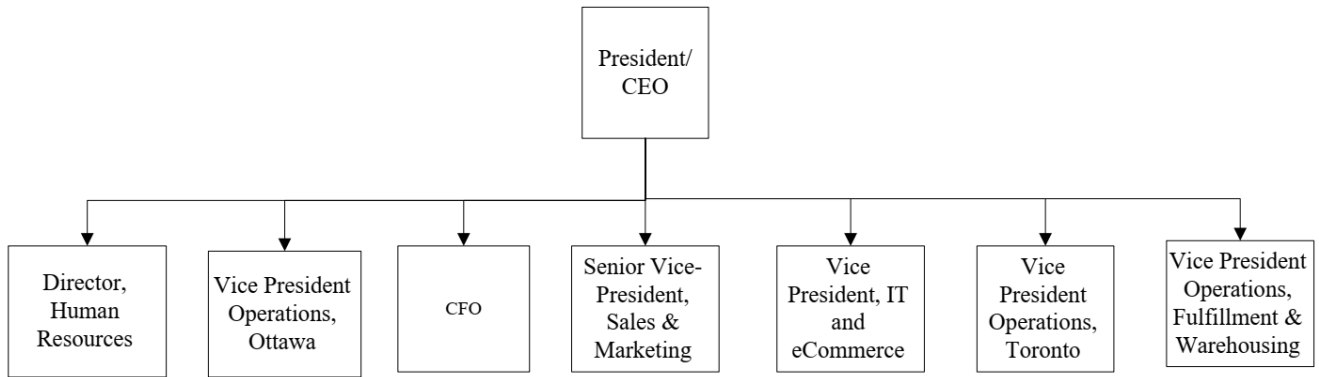 President/
CEO
Director,
Human
Resources
Vice President
Operations,
Ottawa
CFO
Senior Vice-
President,
Sales &
Marketing
Vice
President, IT
and
eCommerce
Vice
President
Operations,
Toronto
Vice President
Operations,
Fulfillment &
Warehousing